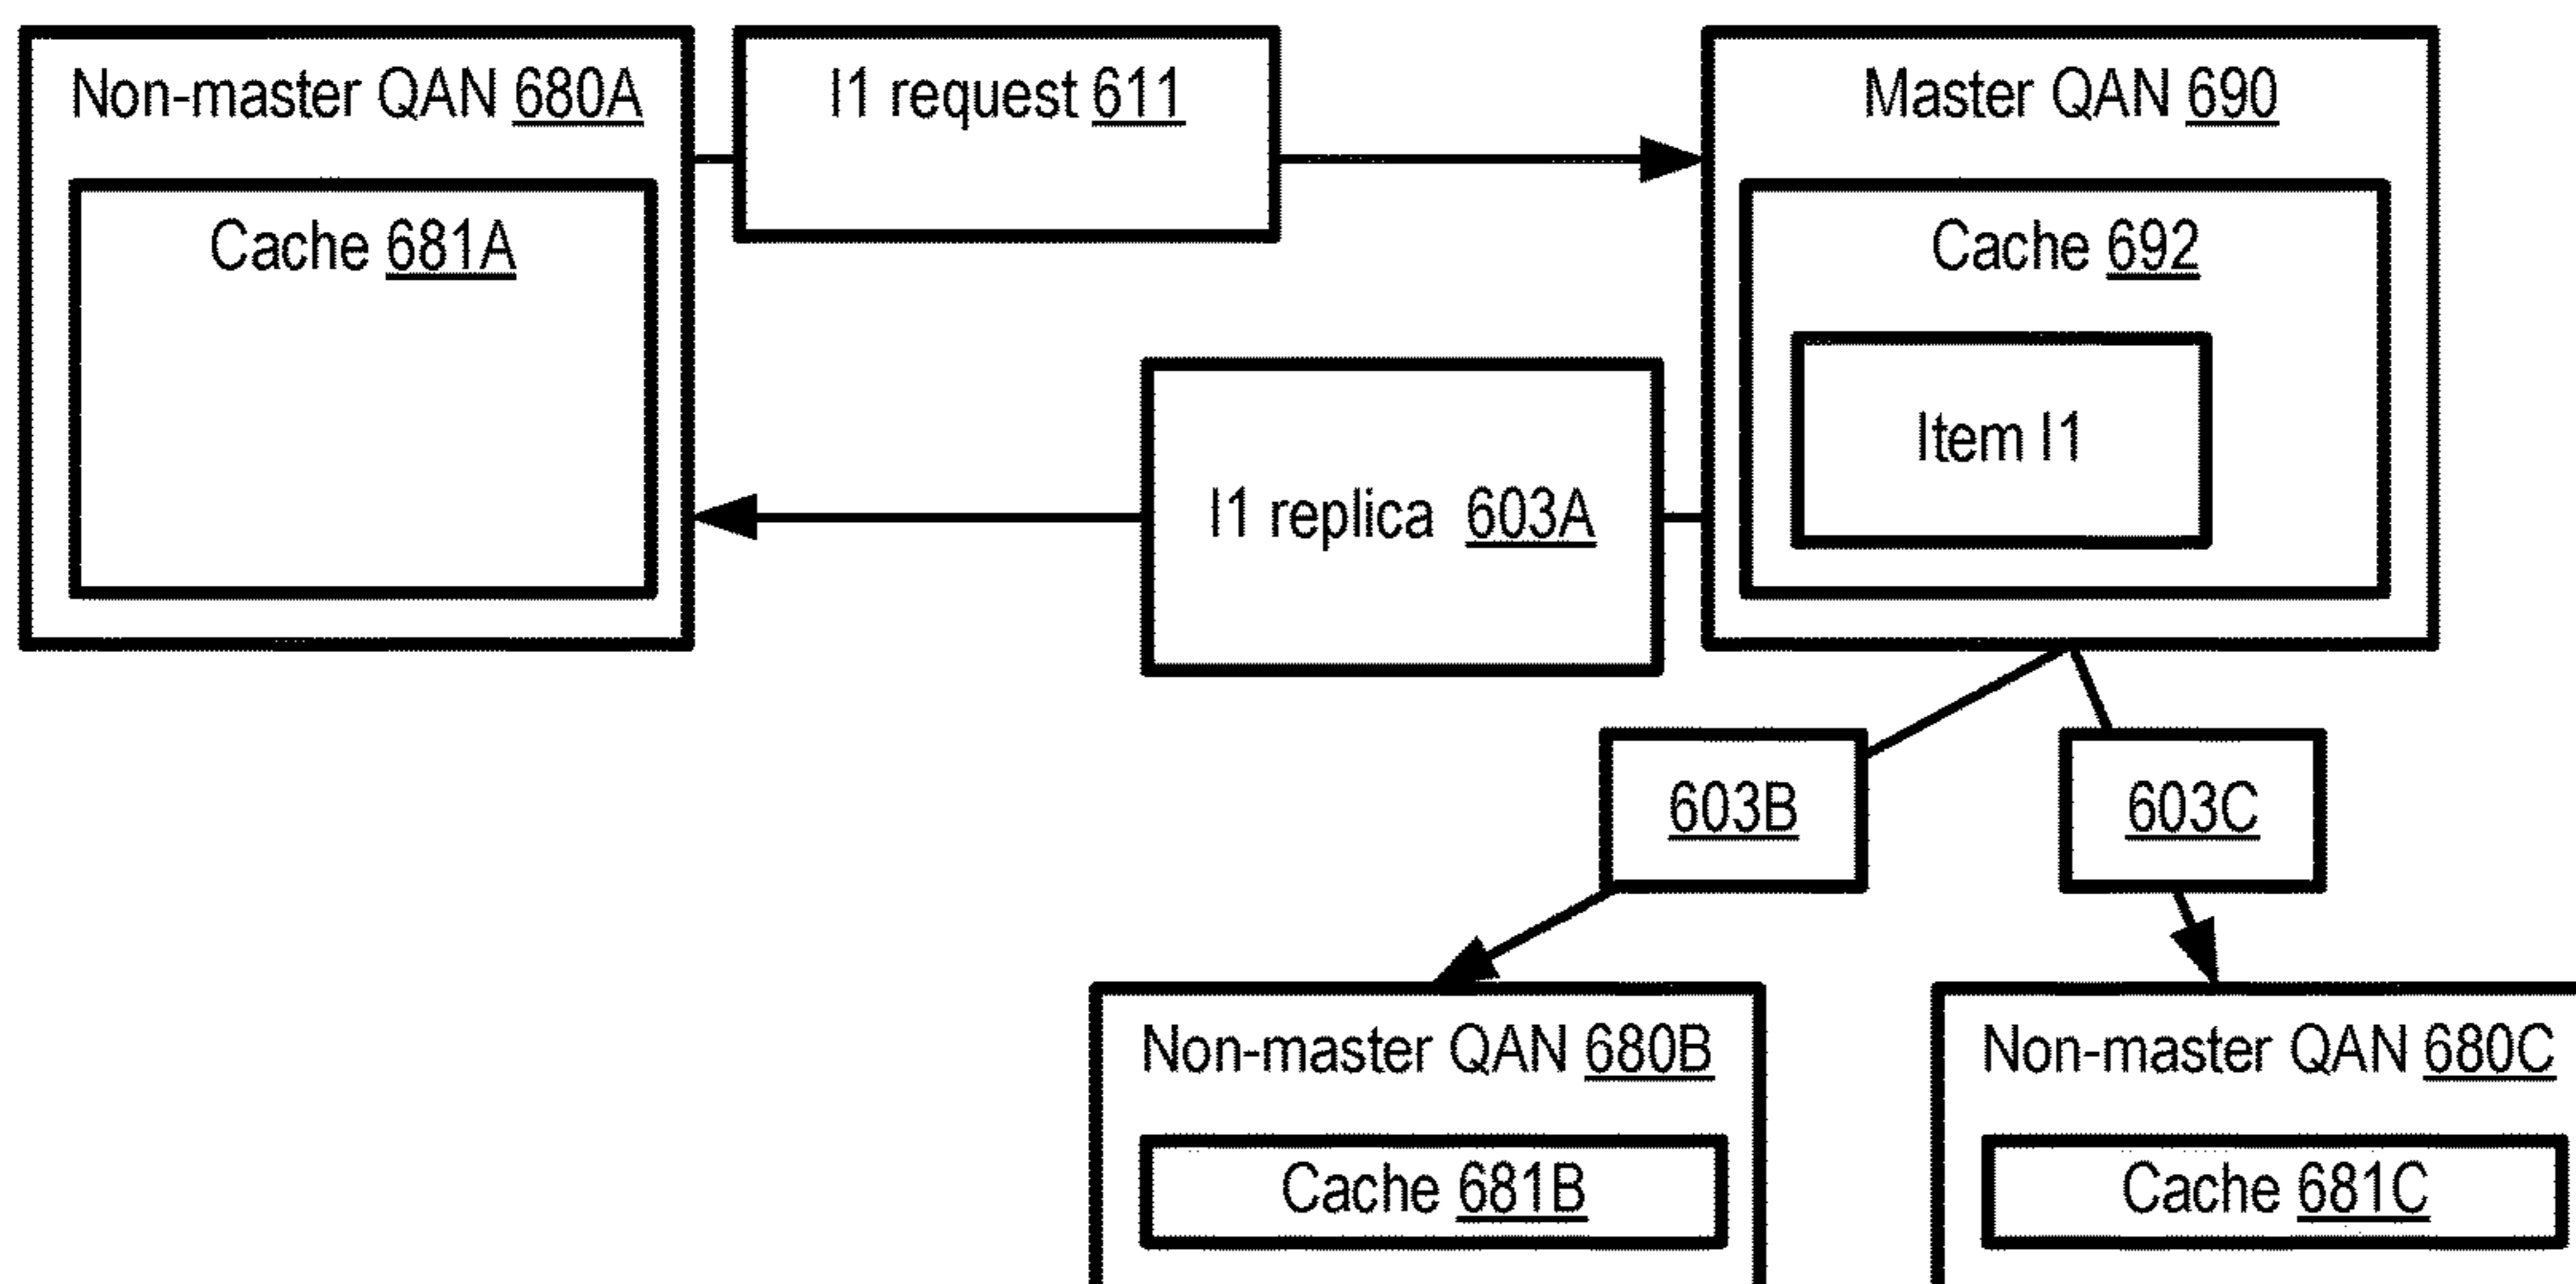 Non-master QAN 680A
I1 request 611
Master QAN 690
Cache 681A
Cache 692
Item I1
I1 replica 603A
603B
603C
Non-master QAN 680B
Non-master QAN 680C
Cache 681B
Cache 681C